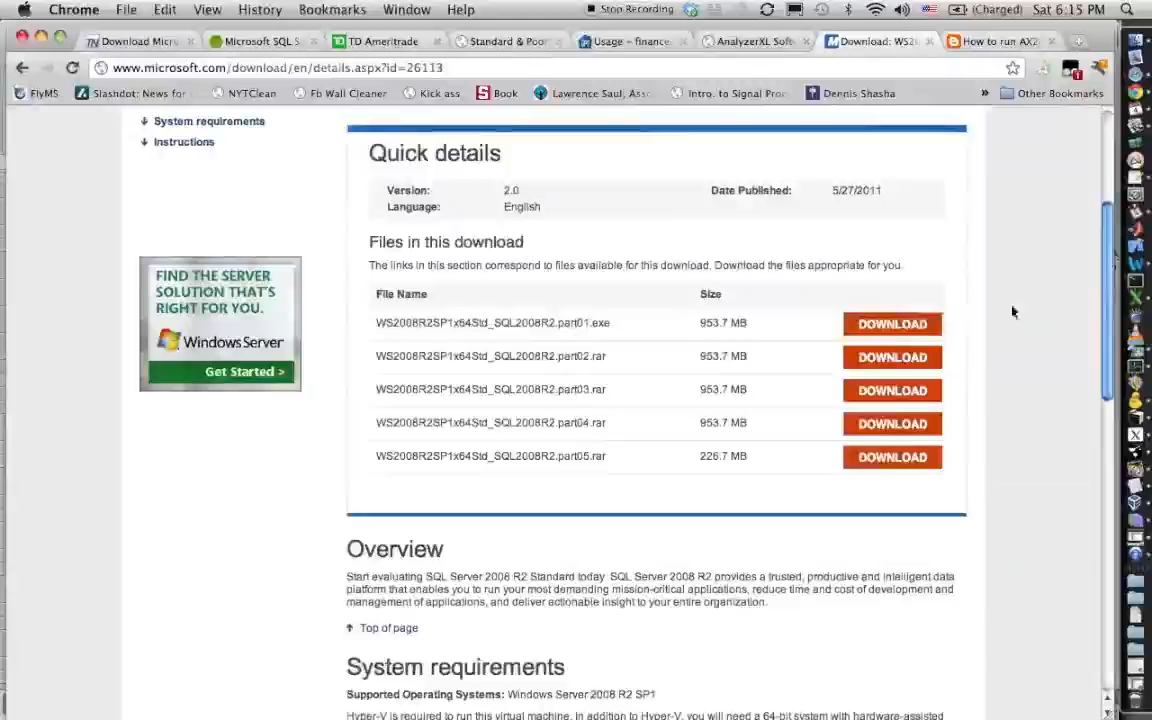 Chrome File Edit View History Bookmarks Window Help Stop Recording (Charged) Sat 6:15 PM
Download Micro Microsoft SQL S TD Ameritrade Standard & Poo Usage – finance AnalyzerXL Soft Download: WS2 How to run AX2
www.microsoft.com/download/en/details.aspx?id=26113
FlyMS Slashdot: News for NYTClean Fb Wall Cleaner Kick ass Book Lawrence Saul, Ass Intro. to Signal Pro Dennis Shasha » Other Bookmarks
System requirements
Instructions
Quick details
Version: 2.0 Date Published: 5/27/2011
Language: English
Files in this download
The links in this section correspond to files available for this download. Download the files appropriate for you.
File Name Size
WS2008R2SP1x64Std_SQL2008R2.part01.exe 953.7 MB DOWNLOAD
WS2008R2SP1x64Std_SQL2008R2.part02.rar 953.7 MB DOWNLOAD
WS2008R2SP1x64Std_SQL2008R2.part03.rar 953.7 MB DOWNLOAD
WS2008R2SP1x64Std_SQL2008R2.part04.rar 953.7 MB DOWNLOAD
WS2008R2SP1x64Std_SQL2008R2.part05.rar 226.7 MB DOWNLOAD
FIND THE SERVER
SOLUTION THAT'S
RIGHT FOR YOU.
Windows Server
Get Started >
Overview
Start evaluating SQL Server 2008 R2 Standard today SQL Server 2008 R2 provides a trusted, productive and intelligent data
platform that enables you to run your most demanding mission-critical applications, reduce time and cost of development and
management of applications, and deliver actionable insight to your entire organization.
Top of page
System requirements
Supported Operating Systems: Windows Server 2008 R2 SP1
Hyper-V is required to run this virtual machine. In addition to Hyper-V, you will need a 64-bit system with hardware-assisted